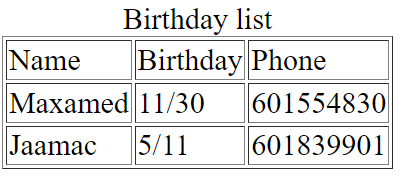 Birthday list
Name Birthday Phone
Maxamed 11/30 601554830
Jaamac 5/11 601839901